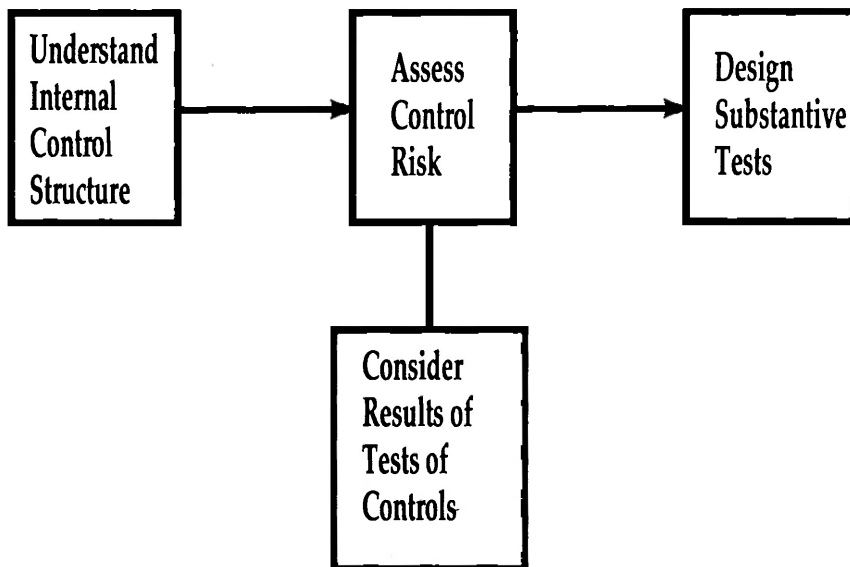 Understand
Internal
Control
Structure
Assess
Control
Risk
Design
Substantive
Tests
Consider
Results of
Tests of
Controls